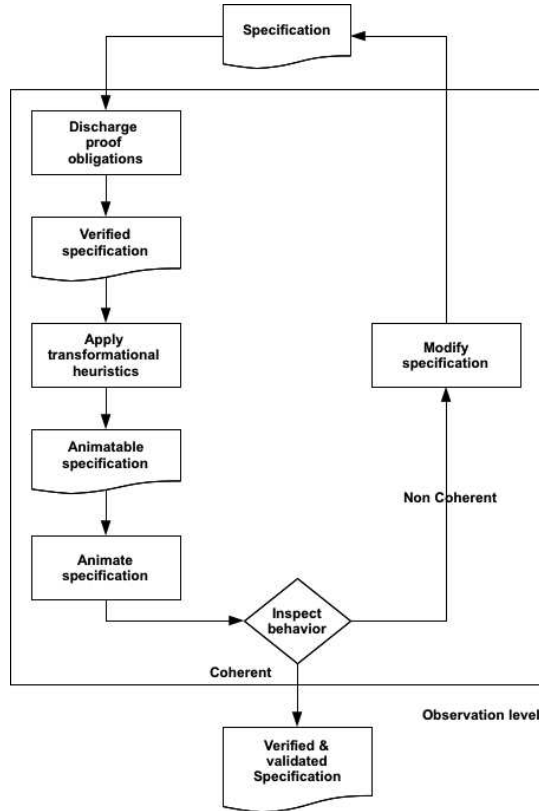 Specification
Discharge
proof
obligations
Verified
specification
Apply
transformational
heuristics
Modify
specification
Animatable
specification
Non Coherent
Animate
specification
Inspect
behavior
Coherent
Observation level
Verified &
validated
Specification